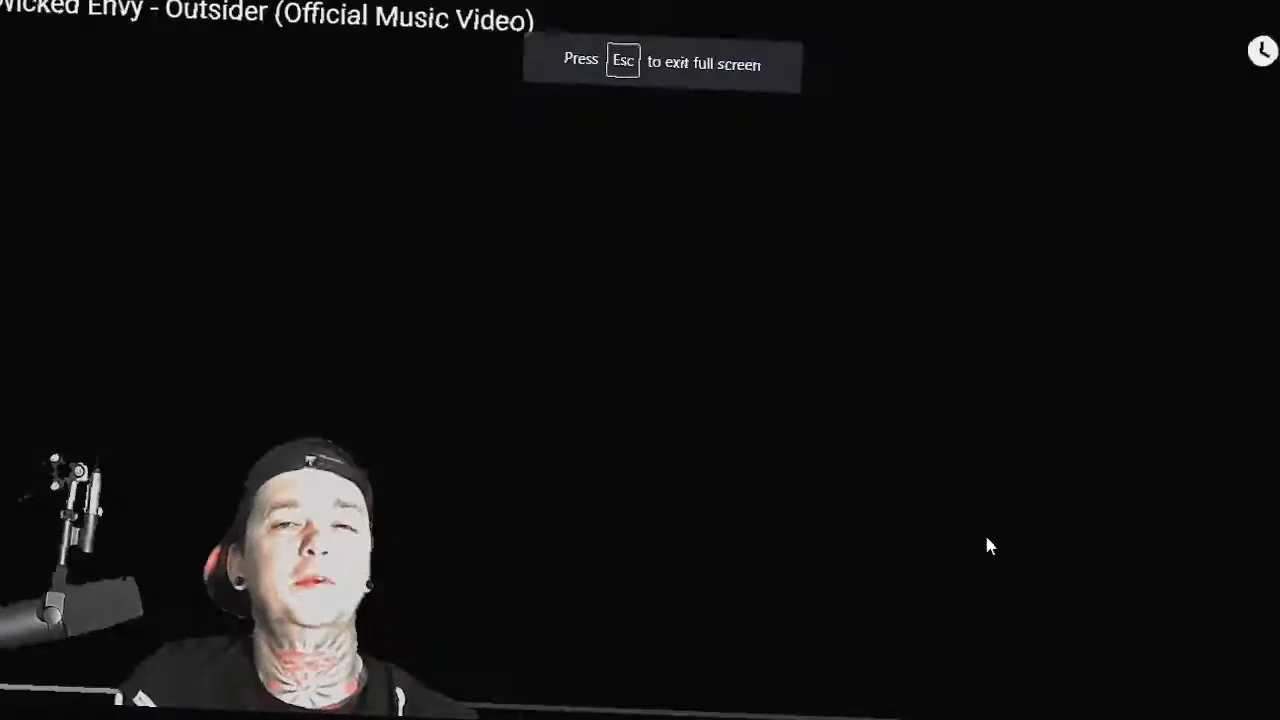 Wicked Envy - Outsider (Official Music Video)
Press Esc to exit full screen